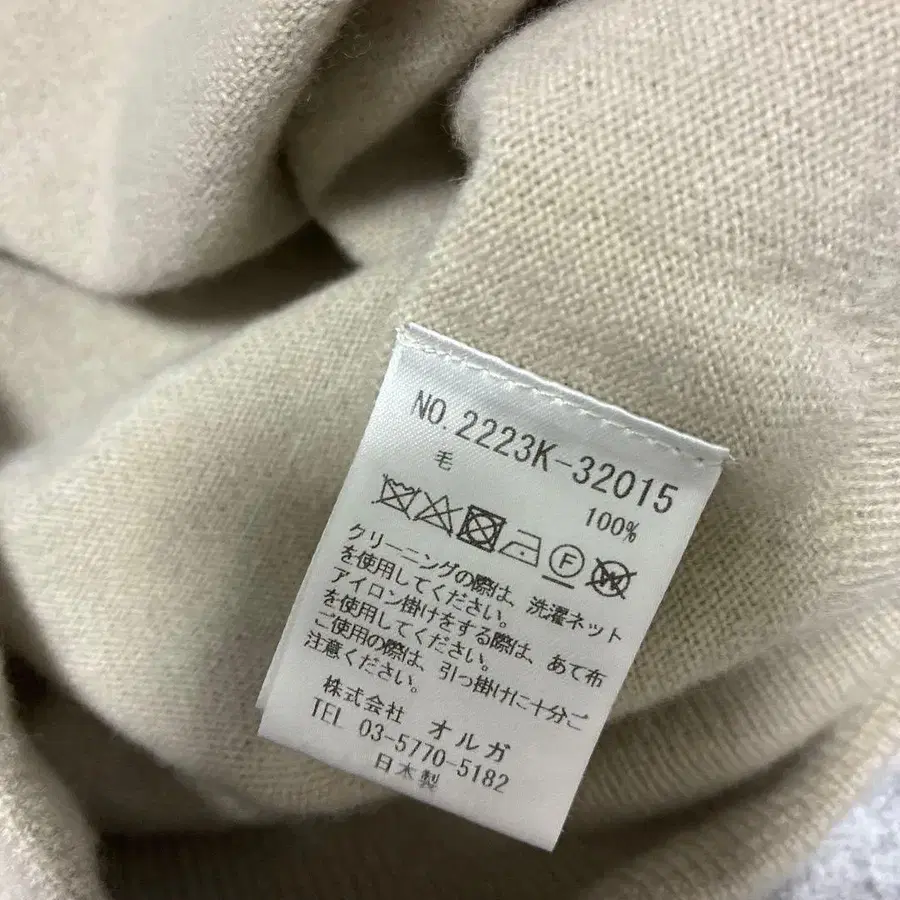 NO.2223K-32015
毛 100%
F W
クリーニングの際は、洗濯ネット
を使用してください。
アイロン掛けをする際は、あて布
を使用してください。
ご使用の際は、引っ掛けに十分ご
注意ください。
株式会社 オルガ
TEL 03-5770-5182
日本製